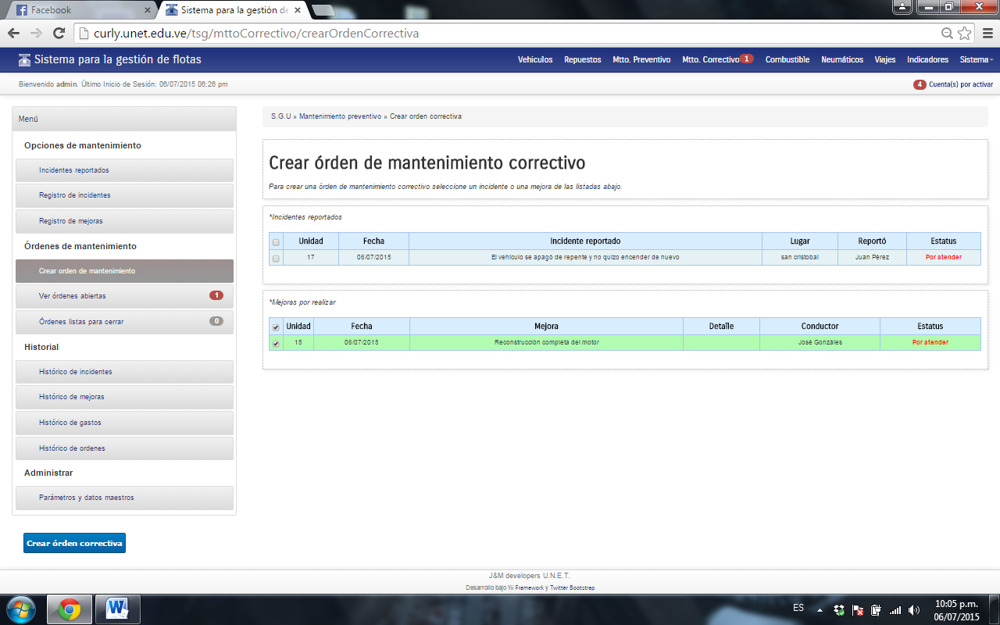 Facebook
Sistema para la gestión de
curly.unet.edu.ve/tsg/mttoCorrectivo/crearOrdenCorrectiva
Sistema para la gestión de flotas
Vehiculos Repuestos Mtto. Preventivo Mtto. Correctivo 1 Combustible Neumáticos Viajes Indicadores Sistema
Bienvenido admin. Último Inicio de Sesión: 06/07/2015 06:26 pm
4 Cuenta(s) por activar
Menú
Opciones de mantenimiento
Incidentes reportados
Registro de incidentes
Registro de mejoras
Órdenes de mantenimiento
Crear orden de mantenimiento
Ver órdenes abiertas 1
Órdenes listas para cerrar 0
Historial
Histórico de incidentes
Histórico de mejoras
Histórico de gastos
Histórico de ordenes
Administrar
Parámetros y datos maestros
Crear órden correctiva
S.G.U » Mantenimiento preventivo » Crear orden correctiva
Crear órden de mantenimiento correctivo
Para crear una órden de mantenimiento correctivo seleccione un incidente o una mejora de las listadas abajo.
*Incidentes reportados
Unidad Fecha Incidente reportado Lugar Reportó Estatus
17 06/07/2015 El vehiculo se apagó de repente y no quizo encender de nuevo san cristobal Juan Pérez Por atender
*Mejoras por realizar
Unidad Fecha Mejora Detalle Conductor Estatus
15 06/07/2015 Reconstrucción completa del motor José Gonzáles Por atender
J&M developers U.N.E.T.
Desarrollo bajo Yii Framework y Twitter Bootstrap
ES
10:05 p.m.
06/07/2015